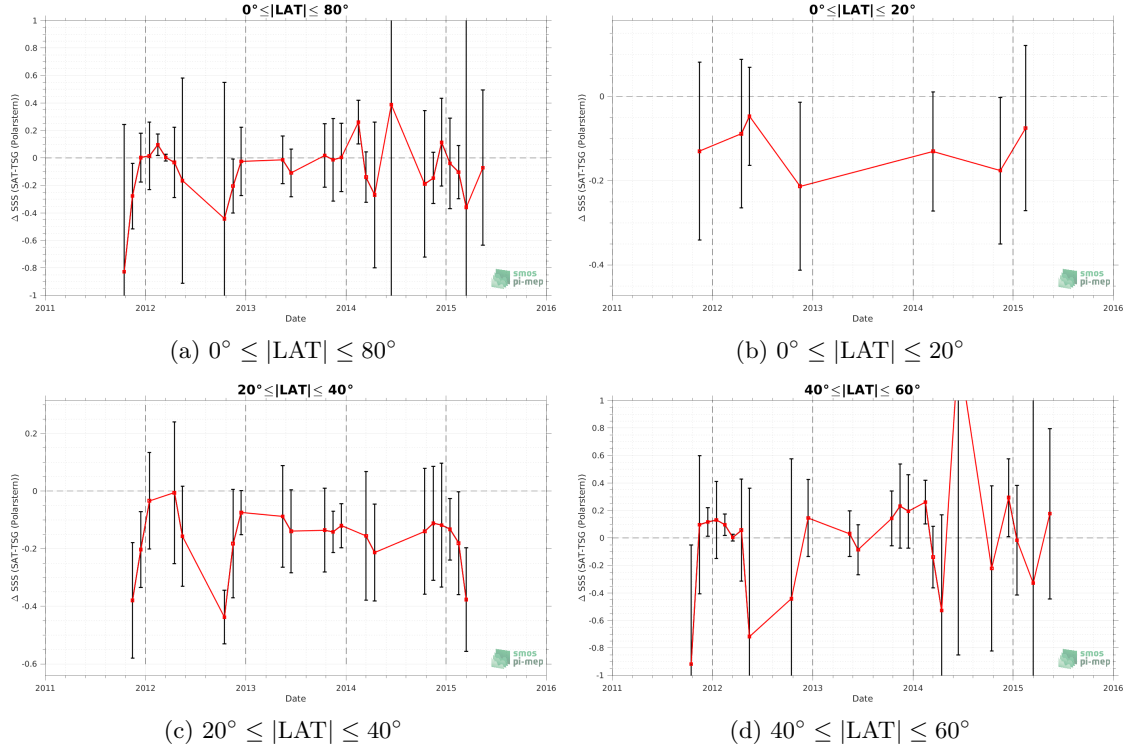 0°≤|LAT|≤ 80°
Δ SSS (SAT-TSG (Polarstern))
1
0.8
0.6
0.4
0.2
0
-0.2
-0.4
-0.6
-0.8
-1
2011 2012 2013 2014 2015 2016
Date
smos
pi-mep
(a) 0° ≤ |LAT| ≤ 80°
0°≤|LAT|≤ 20°
Δ SSS (SAT-TSG (Polarstern))
0
-0.2
-0.4
2011 2012 2013 2014 2015 2016
Date
smos
pi-mep
(b) 0° ≤ |LAT| ≤ 20°
20°≤|LAT|≤ 40°
Δ SSS (SAT-TSG (Polarstern))
0.2
0
-0.2
-0.4
-0.6
2011 2012 2013 2014 2015 2016
Date
smos
pi-mep
(c) 20° ≤ |LAT| ≤ 40°
40°≤|LAT|≤ 60°
Δ SSS (SAT-TSG (Polarstern))
1
0.8
0.6
0.4
0.2
0
-0.2
-0.4
-0.6
-0.8
-1
2011 2012 2013 2014 2015 2016
Date
smos
pi-mep
(d) 40° ≤ |LAT| ≤ 60°